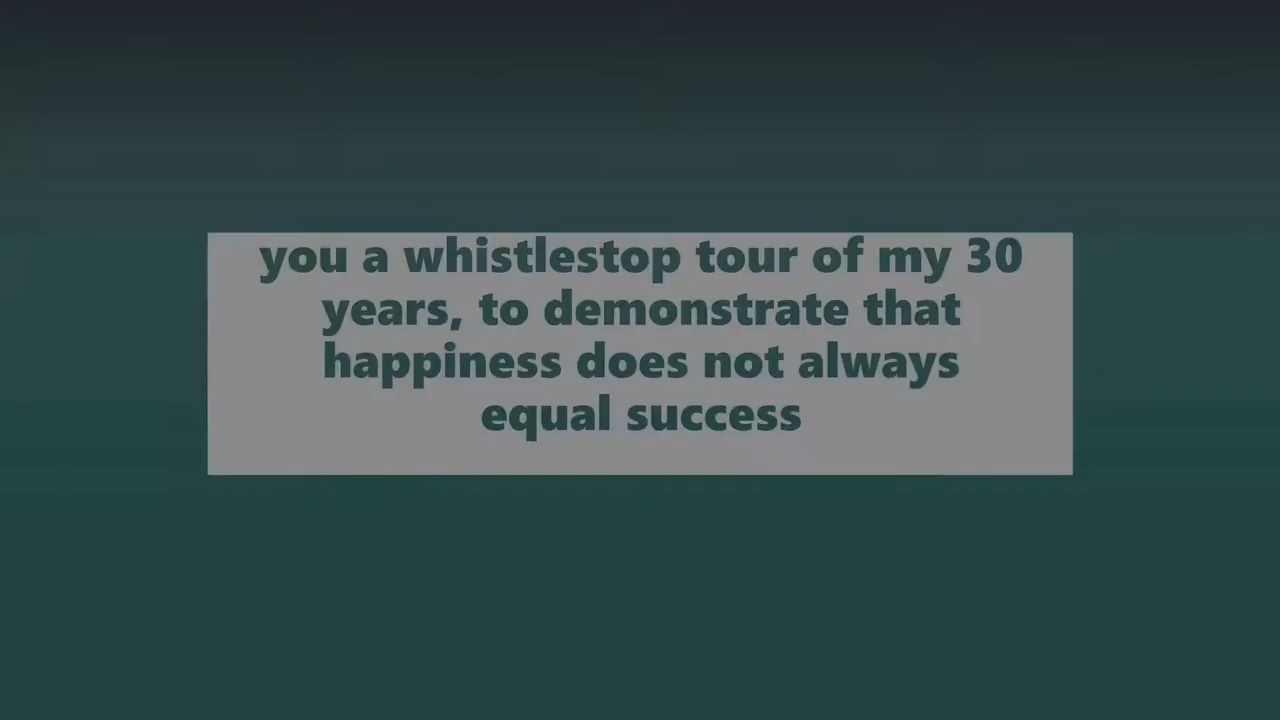 you a whistlestop tour of my 30
years, to demonstrate that
happiness does not always
equal success